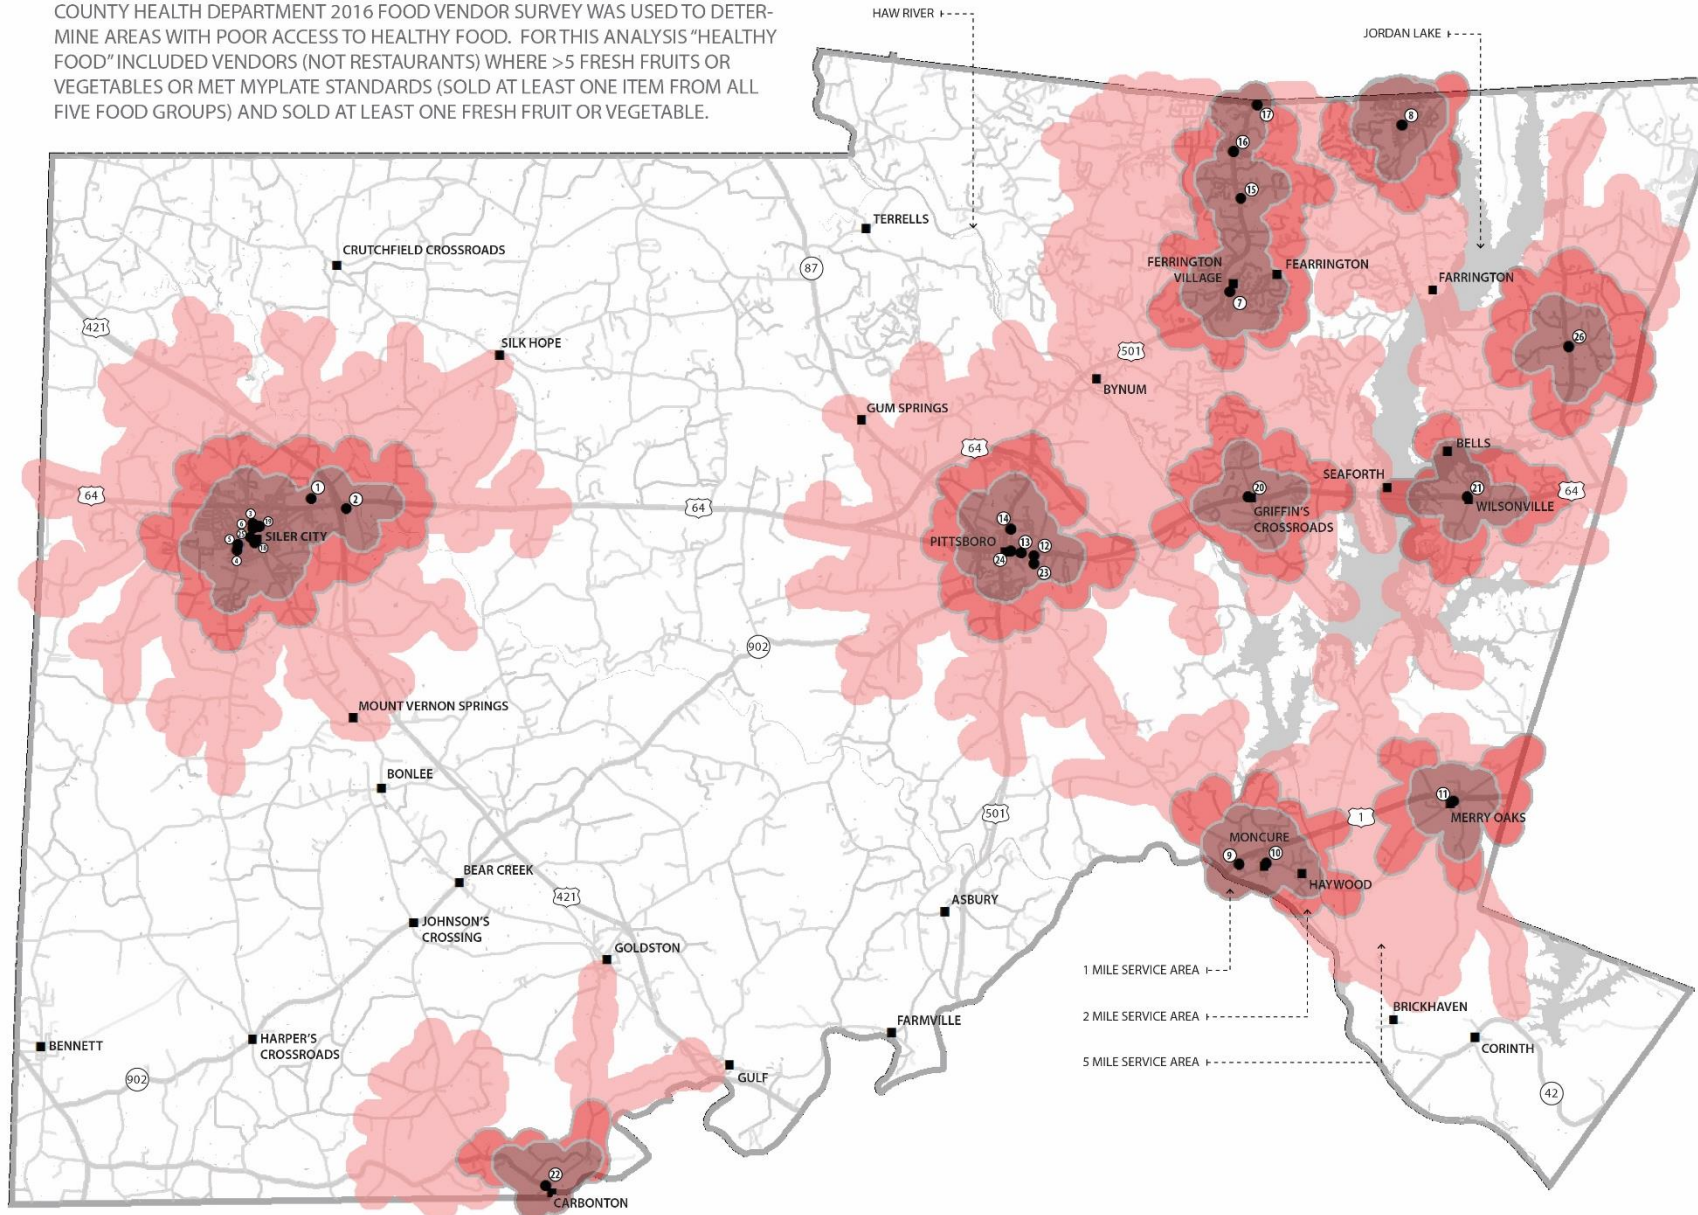 COUNTY HEALTH DEPARTMENT 2016 FOOD VENDOR SURVEY WAS USED TO DETER-
MINE AREAS WITH POOR ACCESS TO HEALTHY FOOD. FOR THIS ANALYSIS "HEALTHY
FOOD" INCLUDED VENDORS (NOT RESTAURANTS) WHERE >5 FRESH FRUITS OR
VEGETABLES OR MET MYPLATE STANDARDS (SOLD AT LEAST ONE ITEM FROM ALL
FIVE FOOD GROUPS) AND SOLD AT LEAST ONE FRESH FRUIT OR VEGETABLE.
HAW RIVER
JORDAN LAKE
17
8
16
15
TERRELLS
CRUTCHFIELD CROSSROADS
87
FERRINGTON
VILLAGE
FEARRINGTON
FARRINGTON
7
421
26
SILK HOPE
501
BYNUM
GUM SPRINGS
64
BELLS
SEAFORTH
64
64
64
1
2
20
21
GRIFFIN'S
CROSSROADS
WILSONVILLE
19
6
5
18
4
SILER CITY
14
PITTSBORO
13
12
24
23
902
MOUNT VERNON SPRINGS
BONLEE
501
1
11
MERRY OAKS
MONCURE
9
10
HAYWOOD
BEAR CREEK
421
ASBURY
JOHNSON'S
CROSSING
GOLDSTON
1 MILE SERVICE AREA
2 MILE SERVICE AREA
5 MILE SERVICE AREA
BRICKHAVEN
CORINTH
FARMVILLE
BENNETT
HARPER'S
CROSSROADS
902
GULF
42
22
CARBONTON